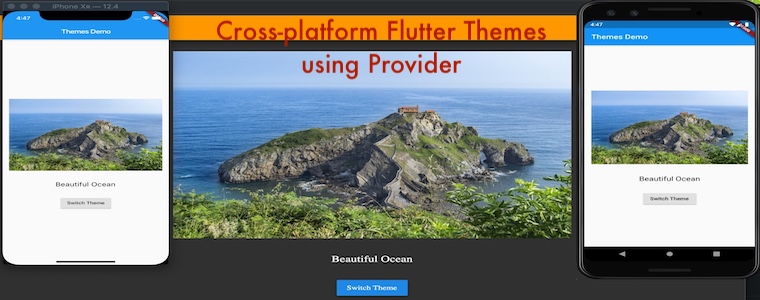 iPhone Xʀ — 12.4
4:47
Themes Demo
Beautiful Ocean
Switch Theme
Cross-platform Flutter Themes
using Provider
Beautiful Ocean
Switch Theme
4:47
Themes Demo
Beautiful Ocean
Switch Theme